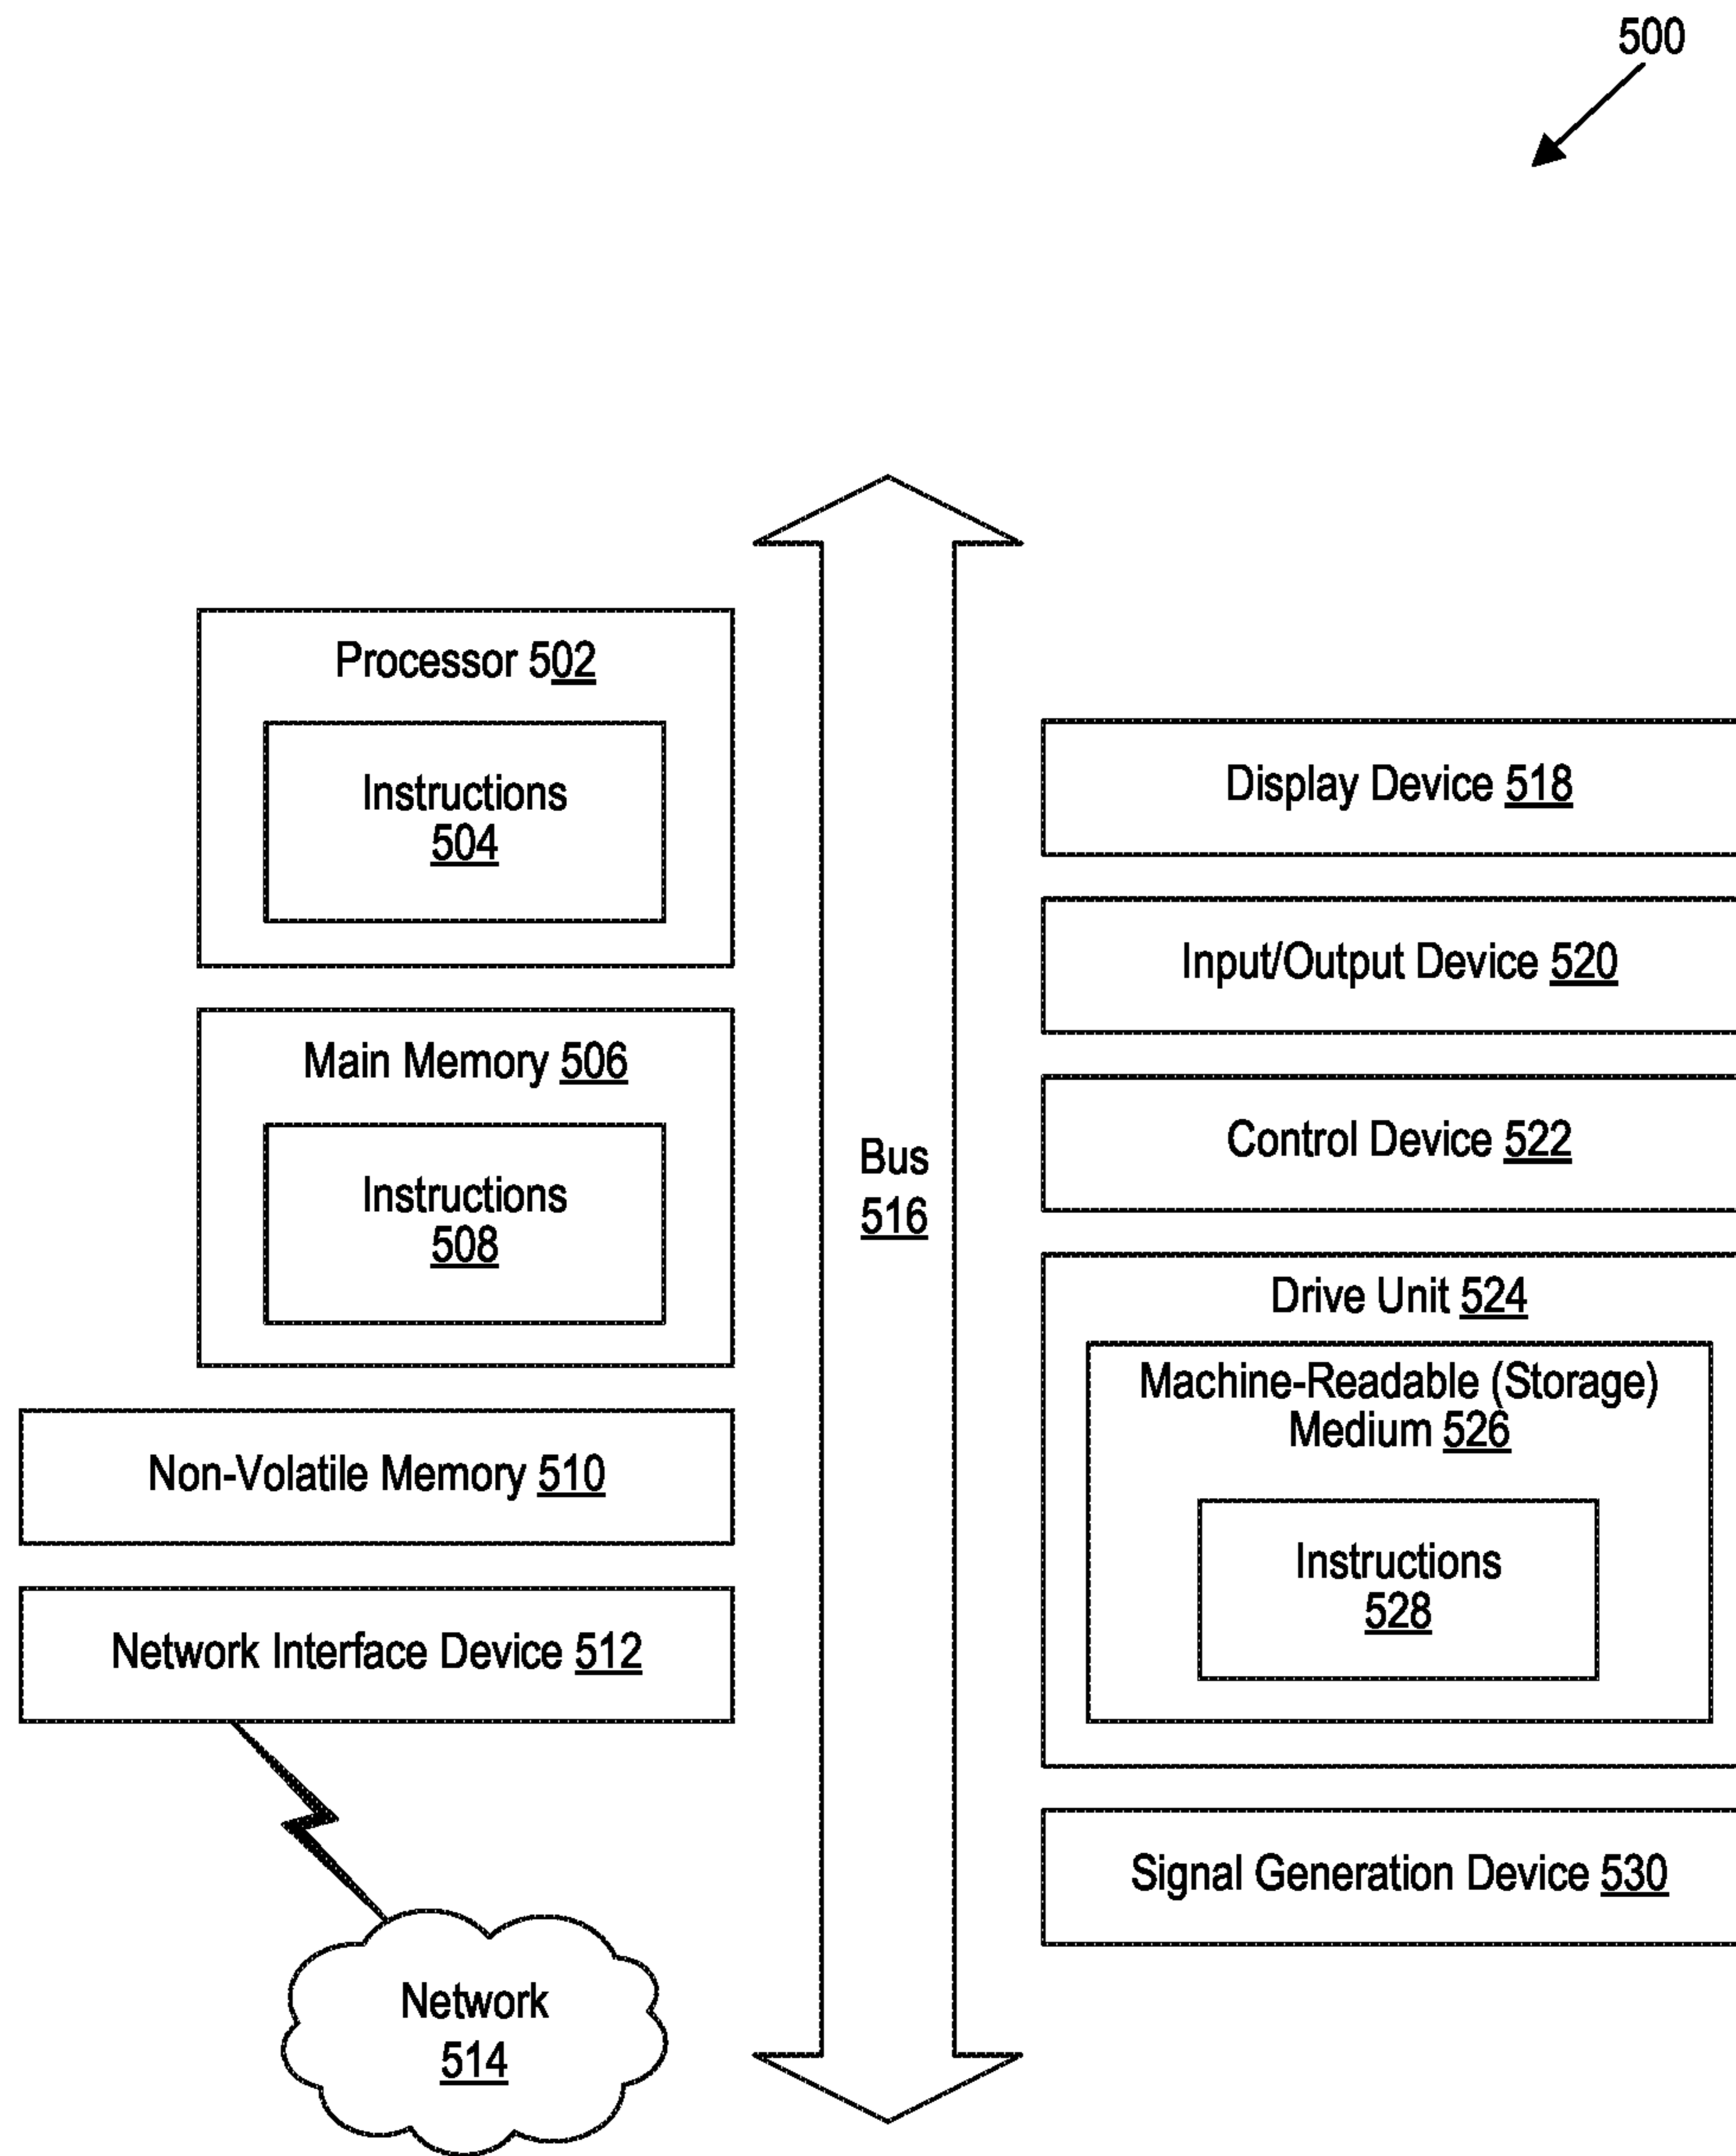 500
Processor 502
Instructions
504
Main Memory 506
Instructions
508
Non-Volatile Memory 510
Network Interface Device 512
Network
514
Bus
516
Display Device 518
Input/Output Device 520
Control Device 522
Drive Unit 524
Machine-Readable (Storage)
Medium 526
Instructions
528
Signal Generation Device 530